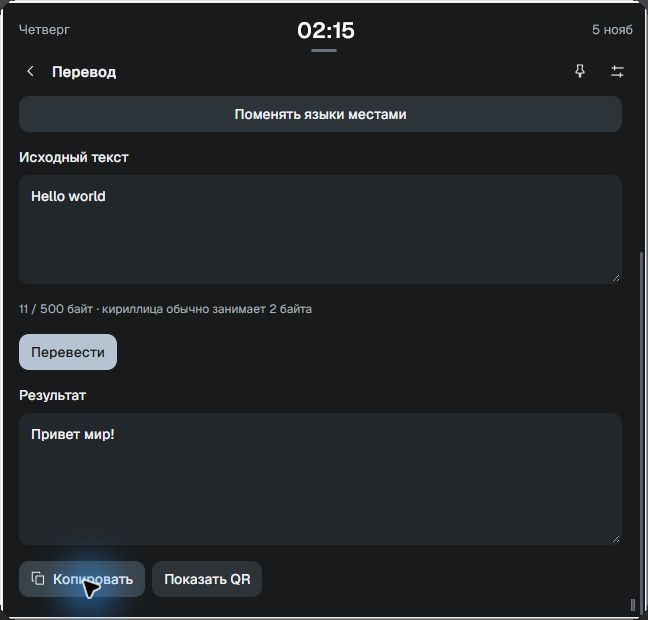 Четверг
02:15
5 нояб
Перевод
Поменять языки местами
Исходный текст
Hello world
11 / 500 байт · кириллица обычно занимает 2 байта
Перевести
Результат
Привет мир!
Копировать
Показать QR